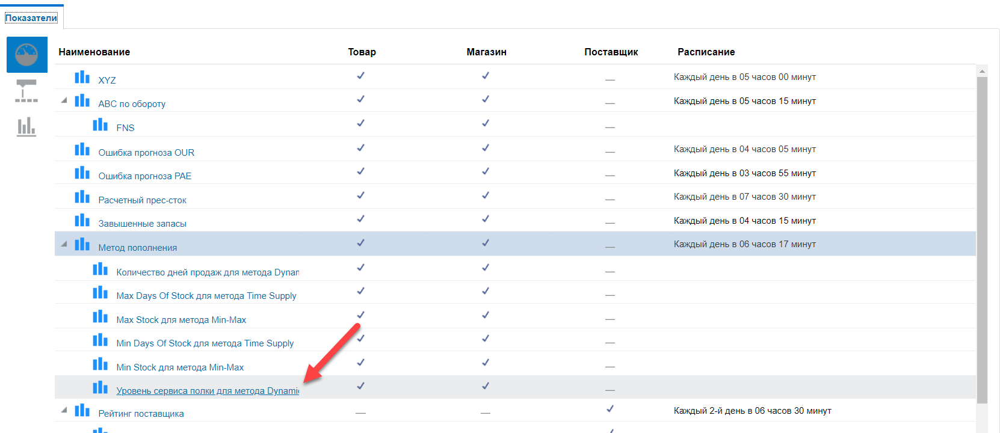 Показатели
Наименование Товар Магазин Поставщик Расписание
XYZ Каждый день в 05 часов 00 минут
ABC по обороту Каждый день в 05 часов 15 минут
FNS
Ошибка прогноза OUR Каждый день в 04 часов 05 минут
Ошибка прогноза PAE Каждый день в 03 часов 55 минут
Расчетный прес-сток Каждый день в 07 часов 30 минут
Завышенные запасы Каждый день в 04 часов 15 минут
Метод пополнения Каждый день в 06 часов 17 минут
Количество дней продаж для метода Dynan
Max Days Of Stock для метода Time Supply
Max Stock для метода Min-Max
Min Days Of Stock для метода Time Supply
Min Stock для метода Min-Max
Уровень сервиса полки для метода Dynamic
Рейтинг поставщика Каждый 2-й день в 06 часов 30 минут